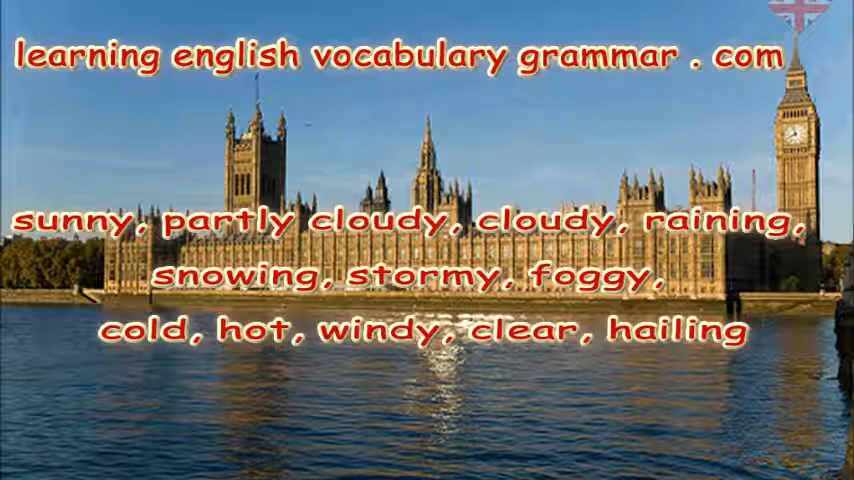 learning english vocabulary grammar . com
sunny, partly cloudy, cloudy, raining,
snowing, stormy, foggy,
cold, hot, windy, clear, hailing